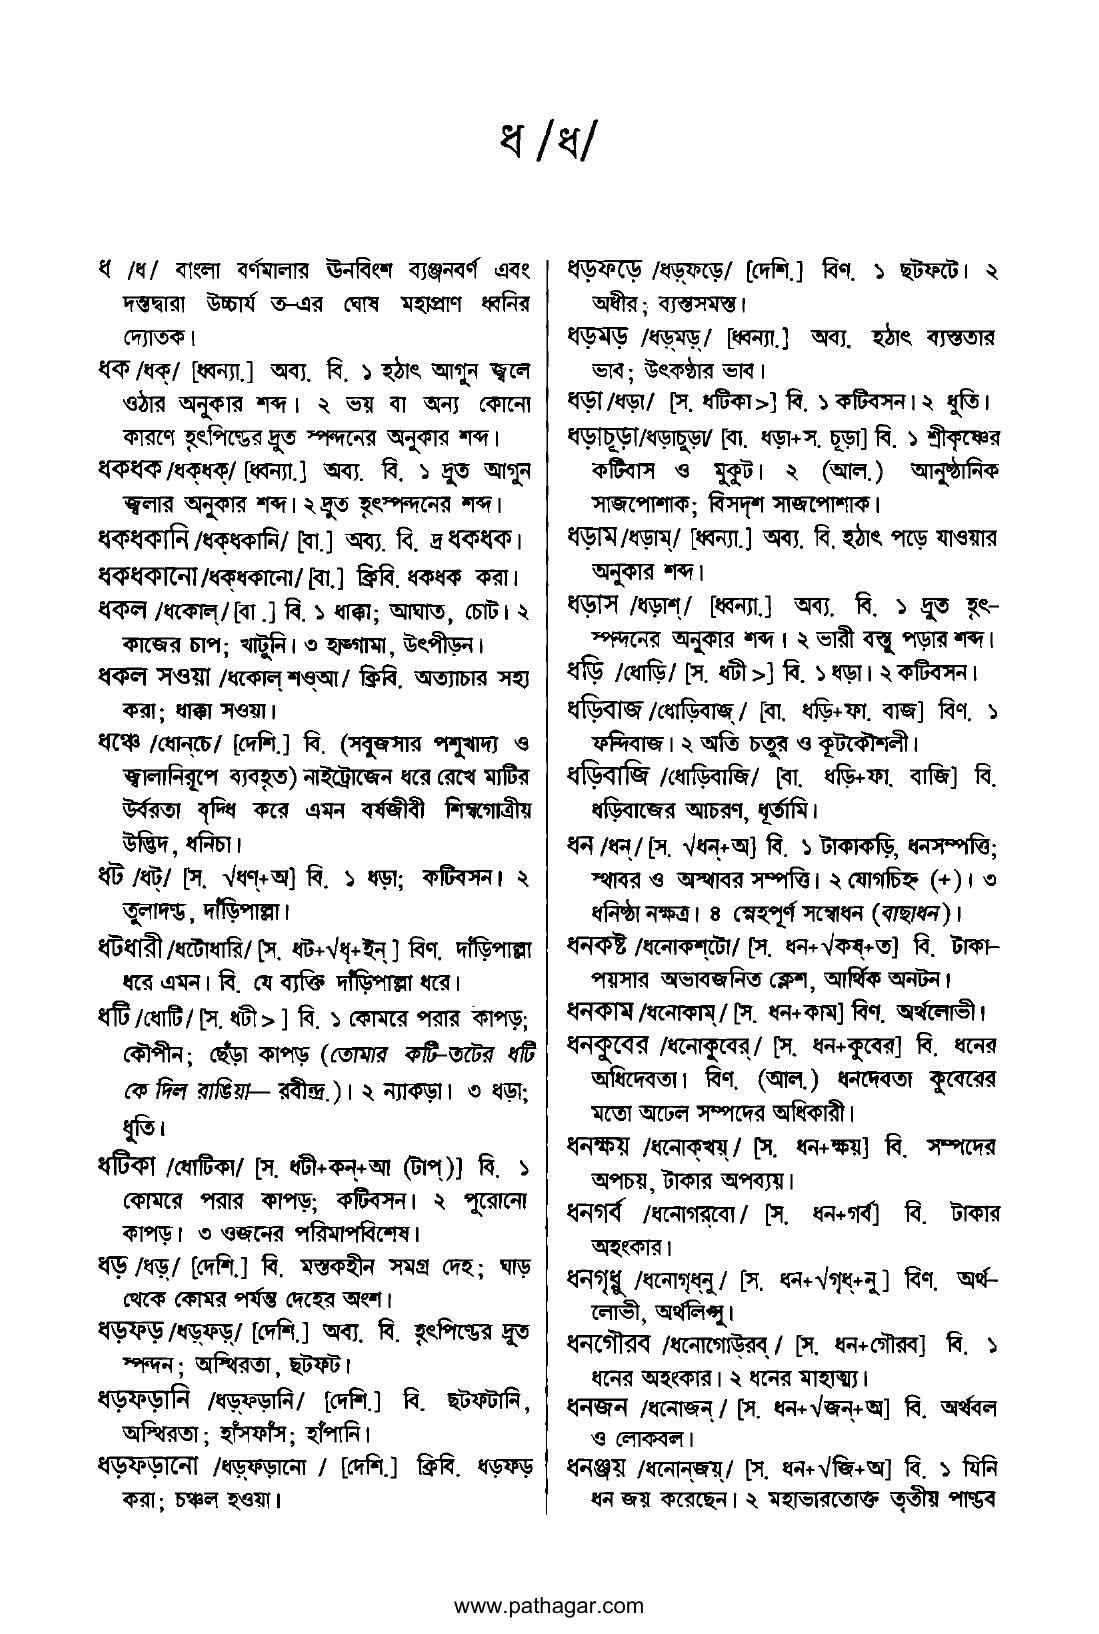 ধ /ধ/
ধ /ধ/ বাংলা বর্ণমালার ঊনবিংশ ব্যঞ্জনবর্ণ এবং
দন্তদ্বারা উচ্চার্য ত-এর ঘোষ মহাপ্রাণ ধ্বনির
দ্যোতক।
ধক /ধক্/ [ধ্বন্যা.] অব্য. বি. ১ হঠাৎ আগুন জ্বলে
ওঠার অনুকার শব্দ। ২ ভয় বা অন্য কোনো
কারণে হৃৎপিণ্ডের দ্রুত স্পন্দনের অনুকার শব্দ।
ধকধক /ধক্ধক্/ [ধ্বন্যা.] অব্য. বি. ১ দ্রুত আগুন
জ্বলার অনুকার শব্দ। ২ দ্রুত হৃৎস্পন্দনের শব্দ।
ধকধকানি /ধক্ধকানি/ [বা.] অব্য. বি. দ্র ধকধক।
ধকধকানো /ধক্ধকানো/ [বা.] ক্রিবি. ধকধক করা।
ধকল /ধকোল্/ [বা .] বি. ১ ধাক্কা; আঘাত, চোট। ২
কাজের চাপ; খাটুনি। ৩ হাঙ্গামা, উৎপীড়ন।
ধকল সওয়া /ধকোল্ শও্আ/ ক্রিবি. অত্যাচার সহ্য
করা; ধাক্কা সওয়া।
ধঞ্চে /ধোন্চে/ [দেশি.] বি. (সবুজসার পশুখাদ্য ও
জ্বালানিরূপে ব্যবহৃত) নাইট্রোজেন ধরে রেখে মাটির
উর্বরতা বৃদ্ধি করে এমন বর্ষজীবী শিম্বগোত্রীয়
উদ্ভিদ, ধনিচা।
ধট /ধট্/ [স. √ধণ্+অ] বি. ১ ধড়া; কটিবসন। ২
তুলাদণ্ড, দাঁড়িপাল্লা।
ধটধারী /ধটোধারি/ [স. ধট+√ধৃ+ইন্ ] বিণ. দাঁড়িপাল্লা
ধরে এমন। বি. যে ব্যক্তি দাঁড়িপাল্লা ধরে।
ধটি /ধোটি/ [স. ধটী > ] বি. ১ কোমরে পরার কাপড়;
কৌপীন; ছেঁড়া কাপড় (তোমার কটি-তটের ধটি
কে দিল রাঙিয়া— রবীন্দ্র.)। ২ ন্যাকড়া। ৩ ধড়া;
ধুতি।
ধটিকা /ধোটিকা/ [স. ধটী+কন্+আ (টাপ্)] বি. ১
কোমরে পরার কাপড়; কটিবসন। ২ পুরোনো
কাপড়। ৩ ওজনের পরিমাপবিশেষ।
ধড় /ধড়্/ [দেশি.] বি. মস্তকহীন সমগ্র দেহ; ঘাড়
থেকে কোমর পর্যন্ত দেহের অংশ।
ধড়ফড় /ধড়্ফড়্/ [দেশি.] অব্য. বি. হৃৎপিণ্ডের দ্রুত
স্পন্দন; অস্থিরতা, ছটফট।
ধড়ফড়ানি /ধড়্ফড়ানি/ [দেশি.] বি. ছটফটানি,
অস্থিরতা; হাঁসফাঁস; হাঁপানি।
ধড়ফড়ানো /ধড়্ফড়ানো / [দেশি.] ক্রিবি. ধড়ফড়
করা; চঞ্চল হওয়া।
ধড়ফড়ে /ধড়্ফড়ে/ [দেশি.] বিণ. ১ ছটফটে। ২
অধীর; ব্যস্তসমস্ত।
ধড়মড় /ধড়্মড়্/ [ধ্বন্যা.] অব্য. হঠাৎ ব্যস্ততার
ভাব; উৎকণ্ঠার ভাব।
ধড়া /ধড়া/ [স. ধটিকা >] বি. ১ কটিবসন। ২ ধুতি।
ধড়াচূড়া/ধড়াচুড়া/ [বা. ধড়া+স. চূড়া] বি. ১ শ্রীকৃষ্ণের
কটিবাস ও মুকুট। ২ (আল.) আনুষ্ঠানিক
সাজপোশাক; বিসদৃশ সাজপোশাক।
ধড়াম /ধড়াম্/ [ধ্বন্যা.] অব্য. বি. হঠাৎ পড়ে যাওয়ার
অনুকার শব্দ।
ধড়াস /ধড়াশ্/ [ধ্বন্যা.] অব্য. বি. ১ দ্রুত হৃৎ-
স্পন্দনের অনুকার শব্দ । ২ ভারী বস্তু পড়ার শব্দ।
ধড়ি /ধোড়ি/ [স. ধটী >] বি. ১ ধড়া। ২ কটিবসন।
ধড়িবাজ /ধোড়িবাজ্/ [বা. ধড়ি+ফা. বাজ] বিণ. ১
ফন্দিবাজ। ২ অতি চতুর ও কূটকৌশলী।
ধড়িবাজি /ধোড়িবাজি/ [বা. ধড়ি+ফা. বাজি] বি.
ধড়িবাজের আচরণ, ধূর্তামি।
ধন /ধন্/ [স. √ধন্+অ] বি. ১ টাকাকড়ি, ধনসম্পত্তি;
স্থাবর ও অস্থাবর সম্পত্তি। ২ যোগচিহ্ন (+)। ৩
ধনিষ্ঠা নক্ষত্র। ৪ স্নেহপূর্ণ সম্বোধন (বাছাধন)।
ধনকষ্ট /ধনোকশ্টো/ [স. ধন+√কষ্+ত] বি. টাকা-
পয়সার অভাবজনিত ক্লেশ, আর্থিক অনটন।
ধনকাম /ধনোকাম্/ [স. ধন+কাম] বিণ. অর্থলোভী।
ধনকুবের /ধনোকুবের্/ [স. ধন+কুবের] বি. ধনের
অধিদেবতা। বিণ. (আল.) ধনদেবতা কুবেরের
মতো অঢেল সম্পদের অধিকারী।
ধনক্ষয় /ধনোক্খয়্/ [স. ধন+ক্ষয়] বি. সম্পদের
অপচয়, টাকার অপব্যয়।
ধনগর্ব /ধনোগর্বো/ [স. ধন+গর্ব] বি. টাকার
অহংকার।
ধনগৃধ্নু /ধনোগৃধ্নু/ [স. ধন+√গৃধ্+নু ] বিণ. অর্থ-
লোভী, অর্থলিপ্সু।
ধনগৌরব /ধনোগোউ্রব্ / [স. ধন+গৌরব] বি. ১
ধনের অহংকার। ২ ধনের মাহাত্ম্য।
ধনজন /ধনোজন্ / [স. ধন+√জন্+অ] বি. অর্থবল
ও লোকবল।
ধনঞ্জয় /ধনোন্জয়্/ [স. ধন+√জি+অ] বি. ১ যিনি
ধন জয় করেছেন। ২ মহাভারতোক্ত তৃতীয় পাণ্ডব
www.pathagar.com